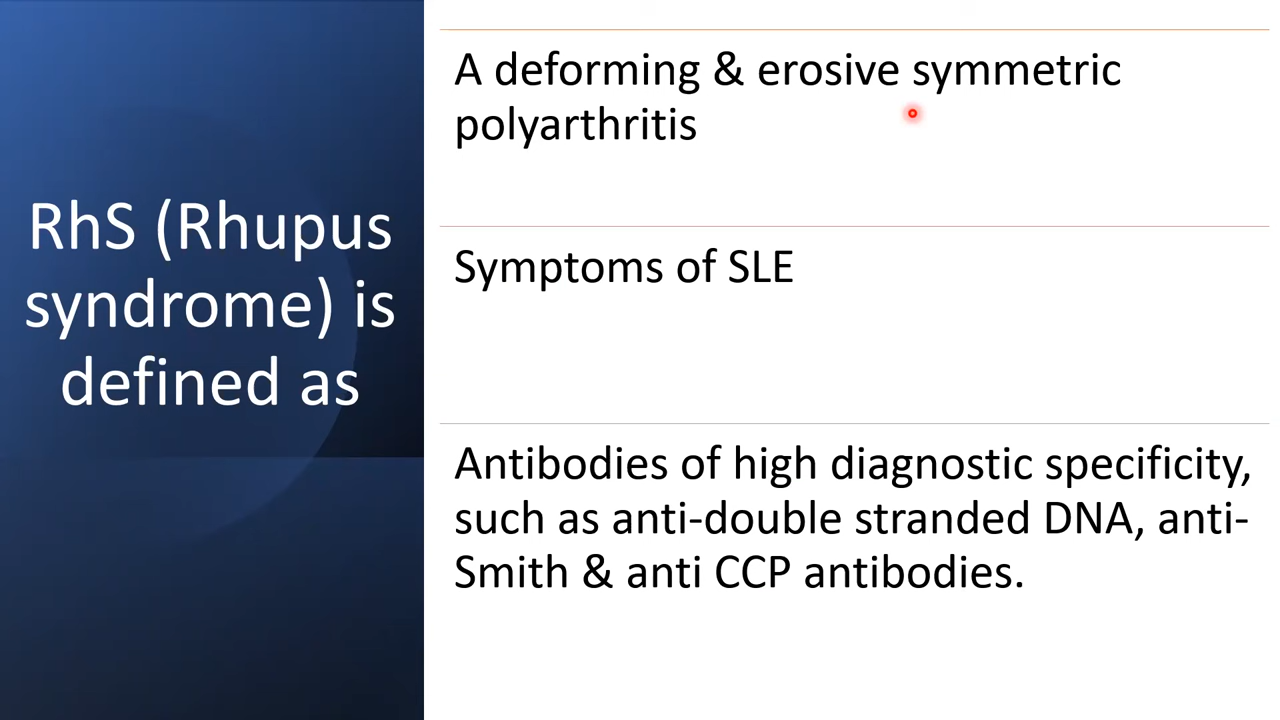 RhS (Rhupus
syndrome) is
defined as
A deforming & erosive symmetric
polyarthritis
Symptoms of SLE
Antibodies of high diagnostic specificity,
such as anti-double stranded DNA, anti-
Smith & anti CCP antibodies.